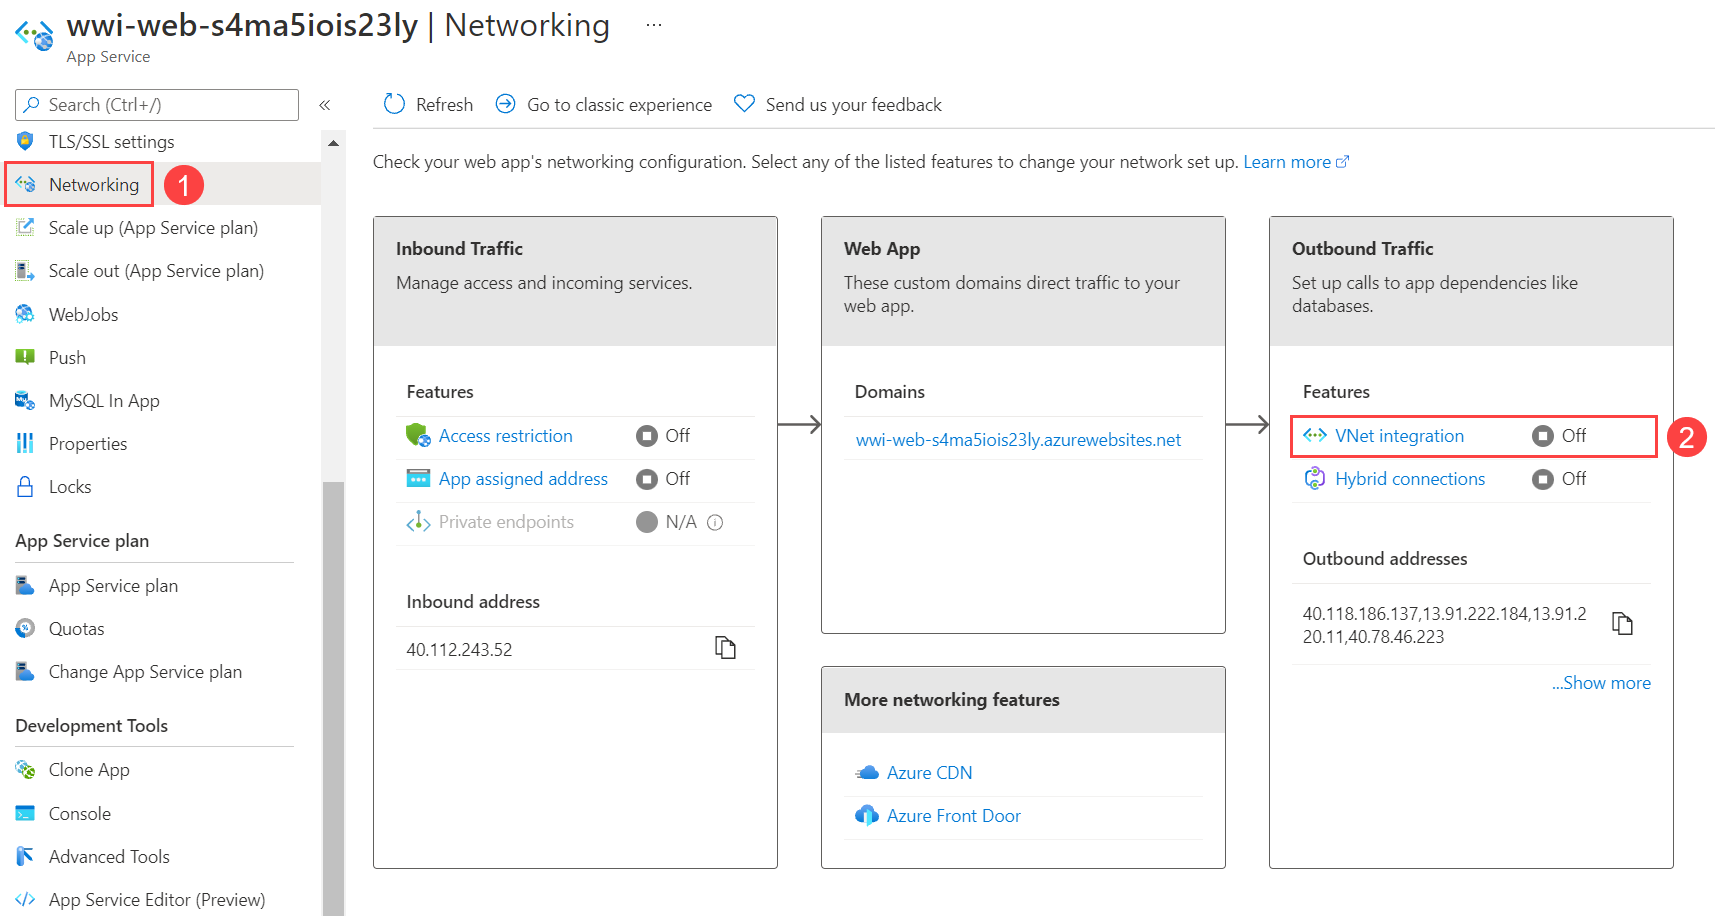 wwi-web-s4ma5iois23ly | Networking ...
App Service
Search (Ctrl+/)
«
TLS/SSL settings
Networking
1
Scale up (App Service plan)
Scale out (App Service plan)
WebJobs
Push
MySQL In App
Properties
Locks
App Service plan
App Service plan
Quotas
Change App Service plan
Development Tools
Clone App
Console
Advanced Tools
App Service Editor (Preview)
Refresh
Go to classic experience
Send us your feedback
Check your web app's networking configuration. Select any of the listed features to change your network set up. Learn more
Inbound Traffic
Manage access and incoming services.
Features
Access restriction Off
App assigned address Off
Private endpoints N/A
Inbound address
40.112.243.52
Web App
These custom domains direct traffic to your
web app.
Domains
wwi-web-s4ma5iois23ly.azurewebsites.net
More networking features
Azure CDN
Azure Front Door
Outbound Traffic
Set up calls to app dependencies like
databases.
Features
VNet integration Off
2
Hybrid connections Off
Outbound addresses
40.118.186.137,13.91.222.184,13.91.2
20.11,40.78.46.223
...Show more